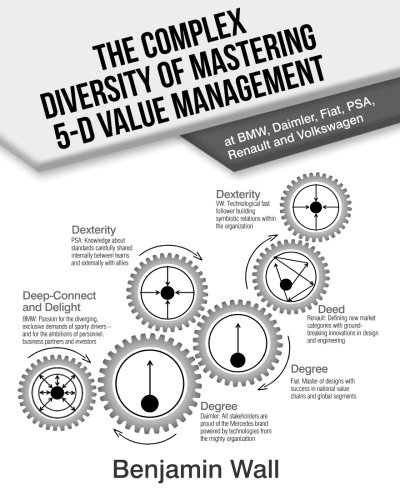 THE COMPLEX
DIVERSITY OF MASTERING
5-D VALUE MANAGEMENT
at BMW, Daimler, Fiat, PSA,
Renault and Volkswagen
Dexterity
VW: Technological fast
follower building
symbiotic relations within
the organization
Dexterity
PSA: Knowledge about
standards carefully shared
internally between learns
and externally with allies
Deep-Connect
and Delight
BMW: Passion for the diverging,
exclusive demands of sporty drivers –
and for the ambitions of personnel,
business partners and investors
Deed
Renault: Defining new market
categories with ground-
breaking innovations in design
and engineering
Degree
Fiat: Master of designs with
success in national value
chains and global segments
Degree
Daimler: All stakeholders are
proud of the Mercedes brand
powered by technologies from
the mighty organization
Benjamin Wall